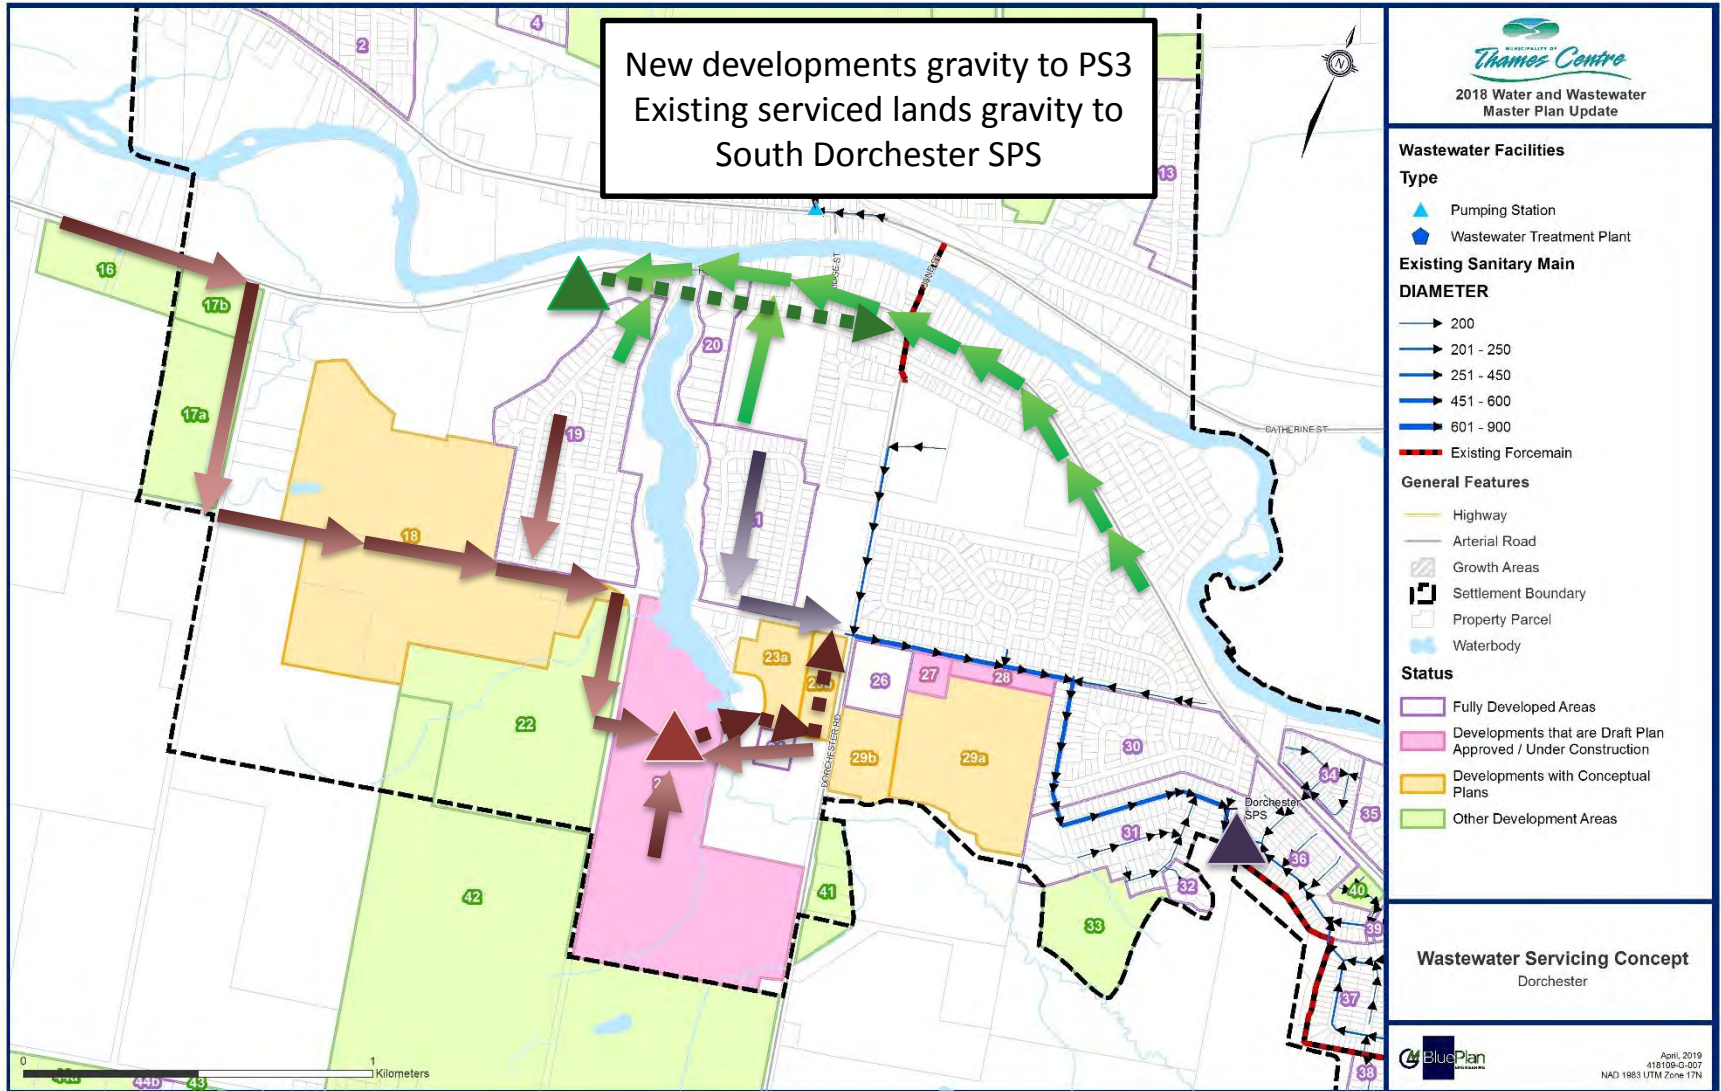 New developments gravity to PS3
Existing serviced lands gravity to
South Dorchester SPS
MUNICIPALITY OF
Thames Centre
2018 Water and Wastewater
Master Plan Update
Wastewater Facilities
Type
Pumping Station
Wastewater Treatment Plant
Existing Sanitary Main
DIAMETER
200
201 - 250
251 - 450
451 - 600
601 - 900
Existing Forcemain
General Features
Highway
Arterial Road
Growth Areas
Settlement Boundary
Property Parcel
Waterbody
Status
Fully Developed Areas
Developments that are Draft Plan
Approved / Under Construction
Developments with Conceptual
Plans
Other Development Areas
Wastewater Servicing Concept
Dorchester
BluePlan
April, 2019
418109-G-007
NAD 1983 UTM Zone 17N
2
4
13
16
17b
17a
18
19
20
22
23a
26
27
28
29b
29a
30
31
32
33
34
35
36
37
38
39
40
41
42
43
44b
CATHERINE ST
DORCHESTER RD
Dorchester
SPS
N
0
1
Kilometers